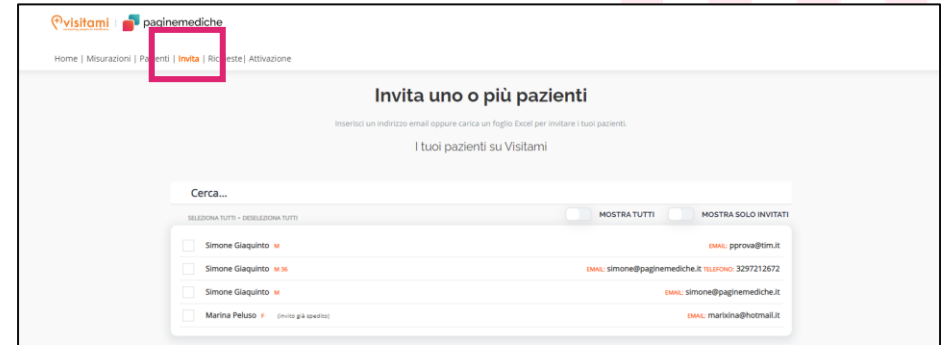 visitami | paginemediche
Home | Misurazioni | Pazienti | Invita | Richieste| Attivazione
Invita uno o più pazienti
Inserisci un indirizzo email oppure carica un foglio Excel per invitare i tuoi pazienti.
I tuoi pazienti su Visitami
Cerca...
SELEZIONA TUTTI - DESELEZIONA TUTTI MOSTRA TUTTI MOSTRA SOLO INVITATI
Simone Giaquinto M EMAIL: pprova@tim.it
Simone Giaquinto M 36 EMAIL: simone@paginemediche.it TELEFONO: 3297212672
Simone Giaquinto M EMAIL: simone@paginemediche.it
Marina Peluso F (invito già spedito) EMAIL: marixina@hotmail.it